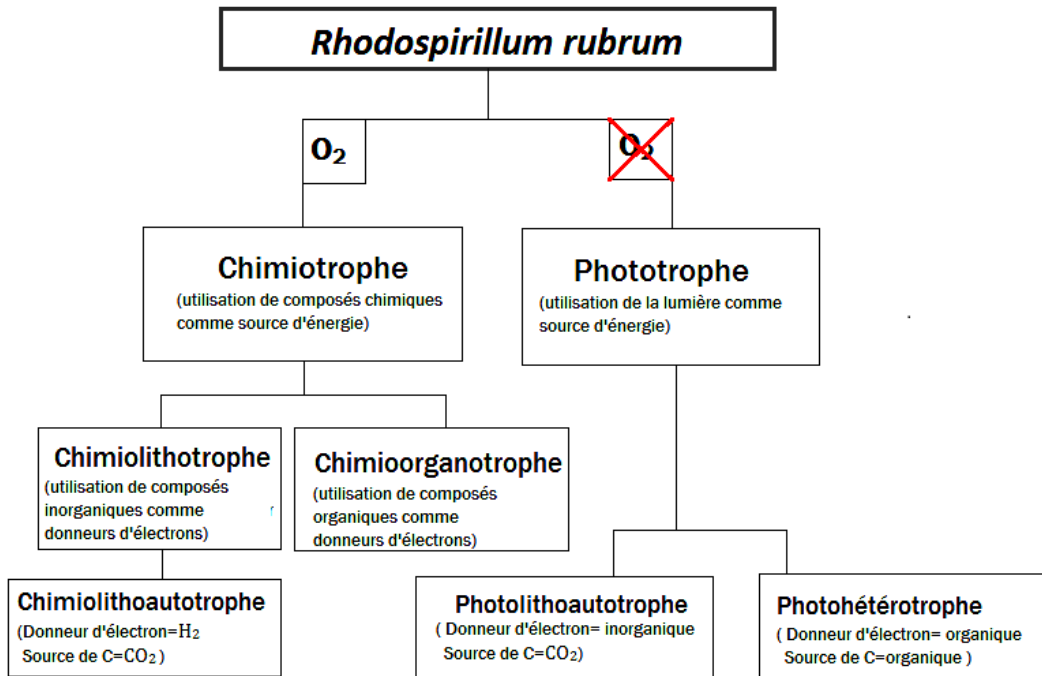 Rhodospirillum rubrum
O₂
O₂
Chimiotrophe
(utilisation de composés chimiques
comme source d'énergie)
Phototrophe
(utilisation de la lumière comme
source d'énergie)
Chimiolithotrophe
(utilisation de composés
inorganiques comme
donneurs d'électrons)
Chimioorganotrophe
(utilisation de composés
organiques comme
donneurs d'électrons)
Chimiolithoautotrophe
(Donneur d'électron=H₂
Source de C=CO₂ )
Photolithoautotrophe
( Donneur d'électron= inorganique
Source de C=CO₂)
Photohétérotrophe
( Donneur d'électron= organique
Source de C=organique )